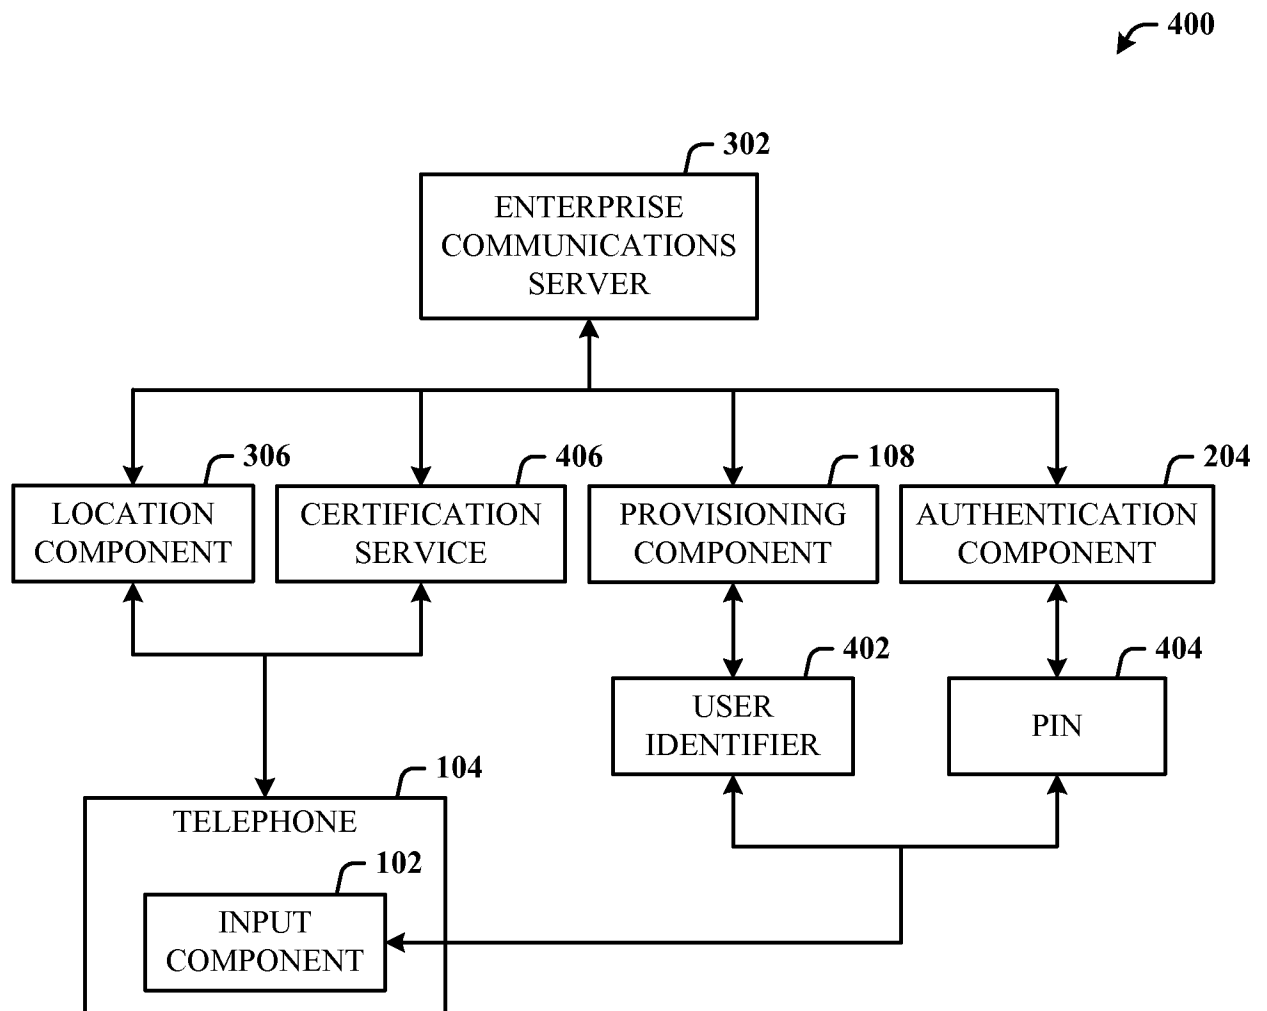 400
302
ENTERPRISE
COMMUNICATIONS
SERVER
306
406
108
204
LOCATION
COMPONENT
CERTIFICATION
SERVICE
PROVISIONING
COMPONENT
AUTHENTICATION
COMPONENT
402
404
USER
IDENTIFIER
PIN
104
TELEPHONE
102
INPUT
COMPONENT